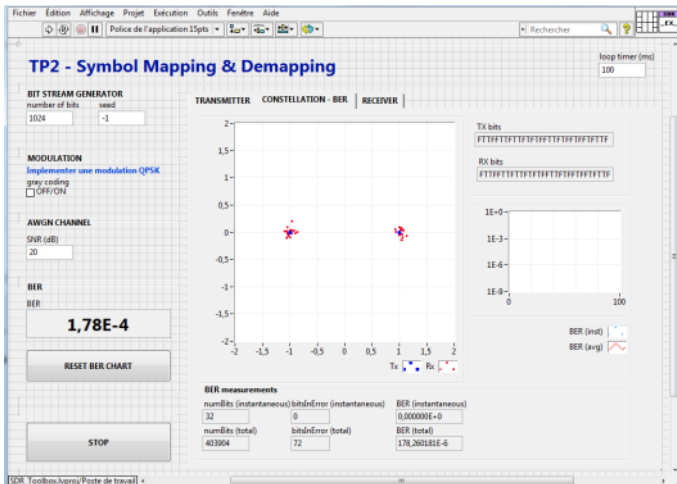 Fichier Édition Affichage Projet Exécution Outils Fenêtre Aide
Police de l'application 15pts
Rechercher
TP2 - Symbol Mapping & Demapping
loop timer (ms)
100
BIT STREAM GENERATOR
number of bits seed
1024 -1
MODULATION
Implementer une modulation QPSK
gray coding
OFF/ON
AWGN CHANNEL
SNR (dB)
20
BER
BER
1,78E-4
RESET BER CHART
STOP
TRANSMITTER CONSTELLATION - BER RECEIVER
2
1,5
1
0,5
0
-0,5
-1
-1,5
-2
-2 -1,5 -1 -0,5 0 0,5 1 1,5 2
Tx Rx
TX bits
RX bits
1E+0
1E-3
1E-6
1E-9
0 100
BER (inst)
BER (avg)
BER measurements
numBits (instantaneous) bitsInError (instantaneous) BER (instantaneous)
32 0 0,000000E+0
numBits (total) bitsInError (total) BER (total)
403904 72 178,260181E-6
SDR_Toolbox.lvproj/Poste de travail